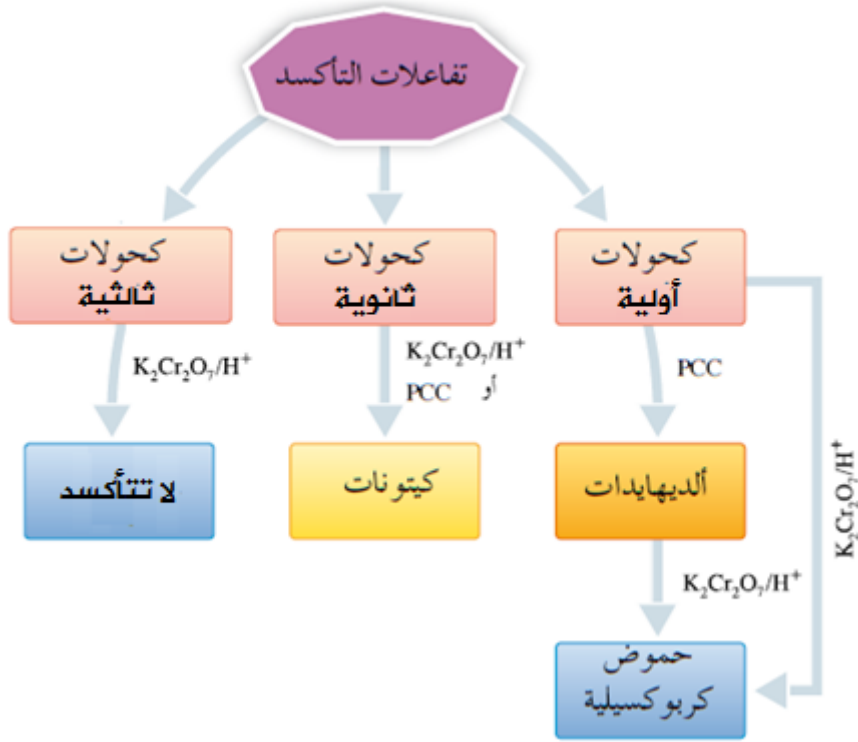 تفاعلات التأكسد
كحولات
أولية
كحولات
ثانوية
كحولات
ثالثية
PCC
K₂Cr₂O₇/H⁺
أو PCC
K₂Cr₂O₇/H⁺
K₂Cr₂O₇/H⁺
ألديهايدات
كيتونات
لا تتأكسد
K₂Cr₂O₇/H⁺
حموض
كربوكسيلية